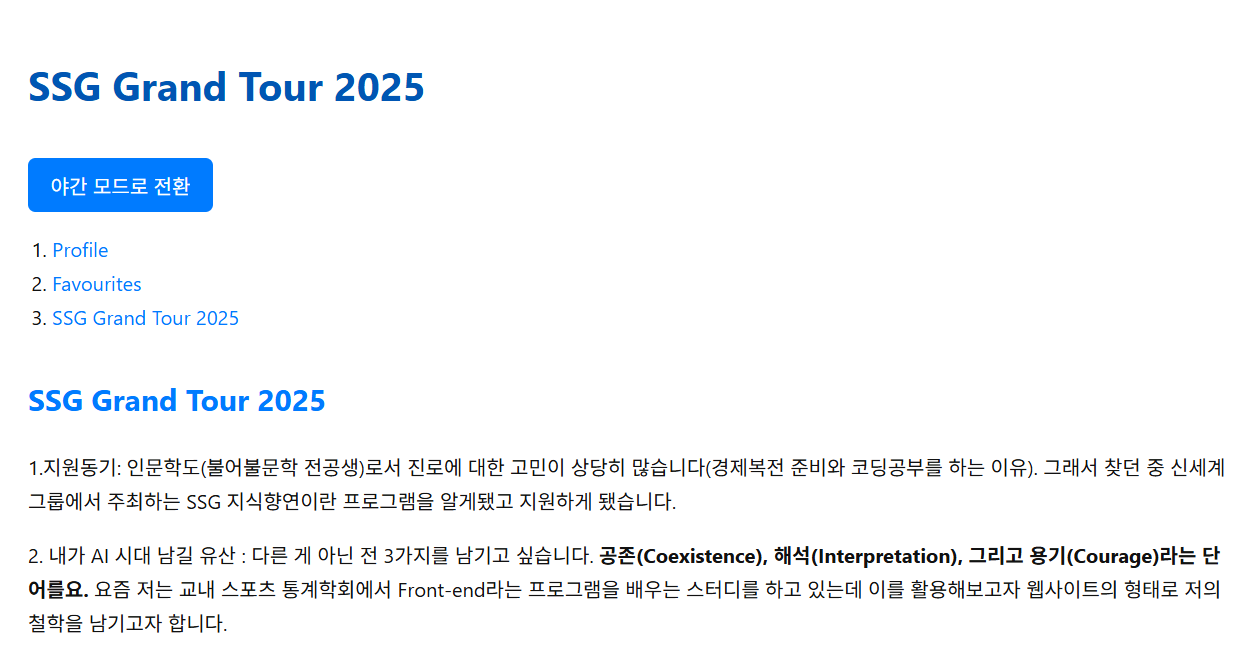 SSG Grand Tour 2025
야간 모드로 전환
1. Profile
2. Favourites
3. SSG Grand Tour 2025
SSG Grand Tour 2025
1.지원동기: 인문학도(불어불문학 전공생)로서 진로에 대한 고민이 상당히 많습니다(경제복전 준비와 코딩공부를 하는 이유). 그래서 찾던 중 신세계
그룹에서 주최하는 SSG 지식향연이란 프로그램을 알게됐고 지원하게 됐습니다.
2. 내가 AI 시대 남길 유산 : 다른 게 아닌 전 3가지를 남기고 싶습니다. 공존(Coexistence), 해석(Interpretation), 그리고 용기(Courage)라는 단
어를요. 요즘 저는 교내 스포츠 통계학회에서 Front-end라는 프로그램을 배우는 스터디를 하고 있는데 이를 활용해보고자 웹사이트의 형태로 저의
철학을 남기고자 합니다.